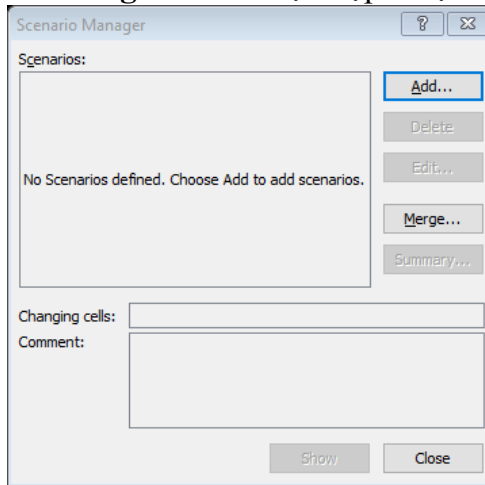 Scenario Manager
Scenarios:
Add...
Delete
Edit...
No Scenarios defined. Choose Add to add scenarios.
Merge...
Summary...
Changing cells:
Comment:
Show
Close